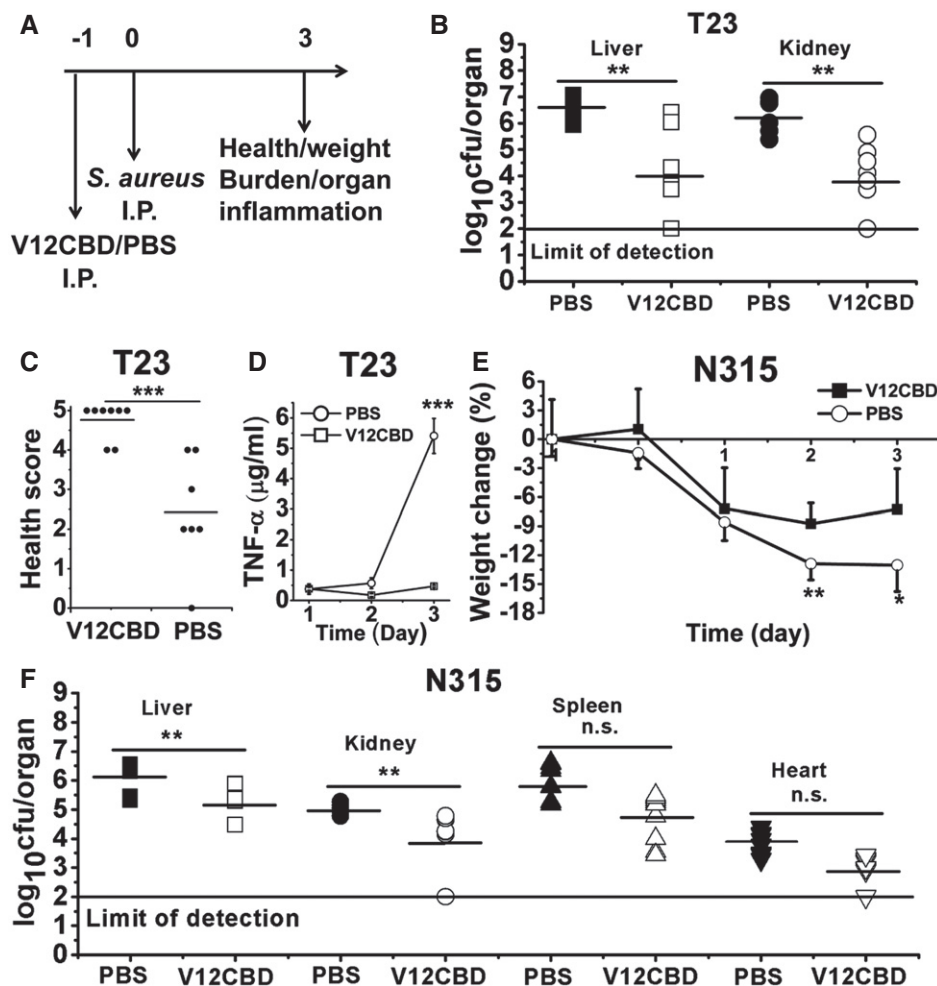 A
-1 0 3
S. aureus
I.P.
V12CBD/PBS
I.P.
Health/weight
Burden/organ
inflammation
B
T23
Liver
**
Kidney
**
log10cfu/organ
9
8
7
6
5
4
3
2
1
0
Limit of detection
PBS V12CBD PBS V12CBD
C
T23
***
Health score
5
4
3
2
1
0
V12CBD PBS
D
T23
PBS
V12CBD
***
TNF-α (μg/ml)
6
5
4
3
2
1
0
1 2 3
Time (Day)
E
N315
V12CBD
PBS
Weight change (%)
6
3
0
-3
-6
-9
-12
-15
-18
1 2 3
**
*
Time (day)
F
N315
Liver
**
Kidney
**
Spleen
n.s.
Heart
n.s.
log10cfu/organ
9
8
7
6
5
4
3
2
1
0
Limit of detection
PBS V12CBD PBS V12CBD PBS V12CBD PBS V12CBD